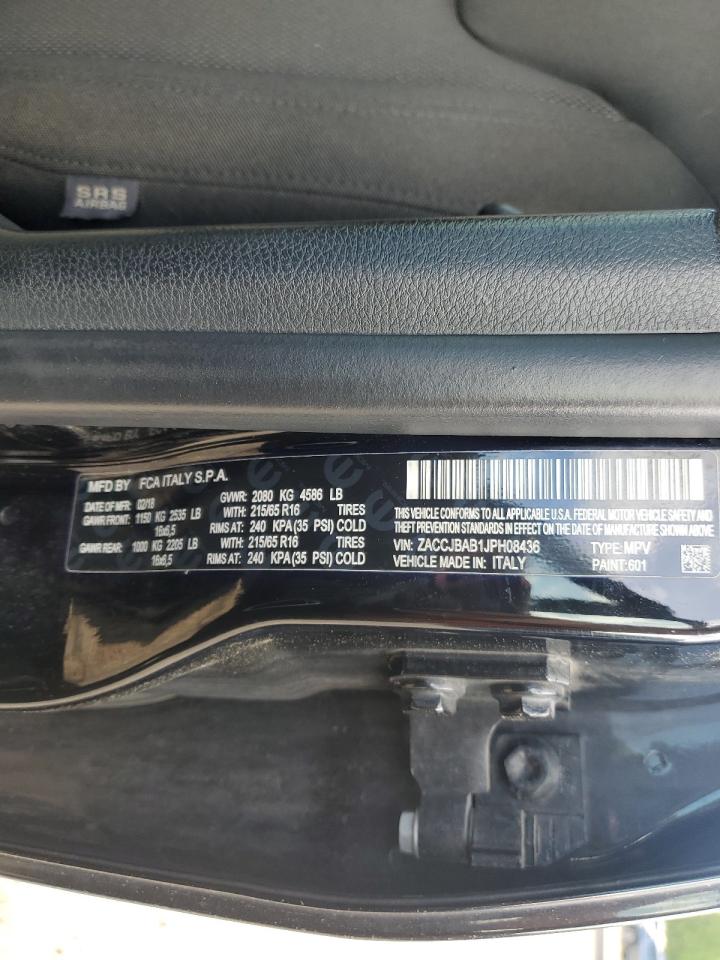 SRS
AIRBAG
MFD BY FCA ITALY S.P.A.
DATE OF MFR: 02/18 GVWR: 2080 KG 4586 LB
GAWR FRONT: 1150 KG 2535 LB WITH: 215/65 R16 TIRES
16x6,5 RIMS AT: 240 KPA (35 PSI) COLD
GAWR REAR: 1000 KG 2205 LB WITH: 215/65 R16 TIRES
16x6,5 RIMS AT: 240 KPA (35 PSI) COLD
THIS VEHICLE CONFORMS TO ALL APPLICABLE U.S.A. FEDERAL MOTOR VEHICLE SAFETY AND
THEFT PREVENTION STANDARDS IN EFFECT ON THE DATE OF MANUFACTURE SHOWN ABOVE.
VIN: ZACCJBAB1JPH08436 TYPE: MPV
VEHICLE MADE IN: ITALY PAINT: 601